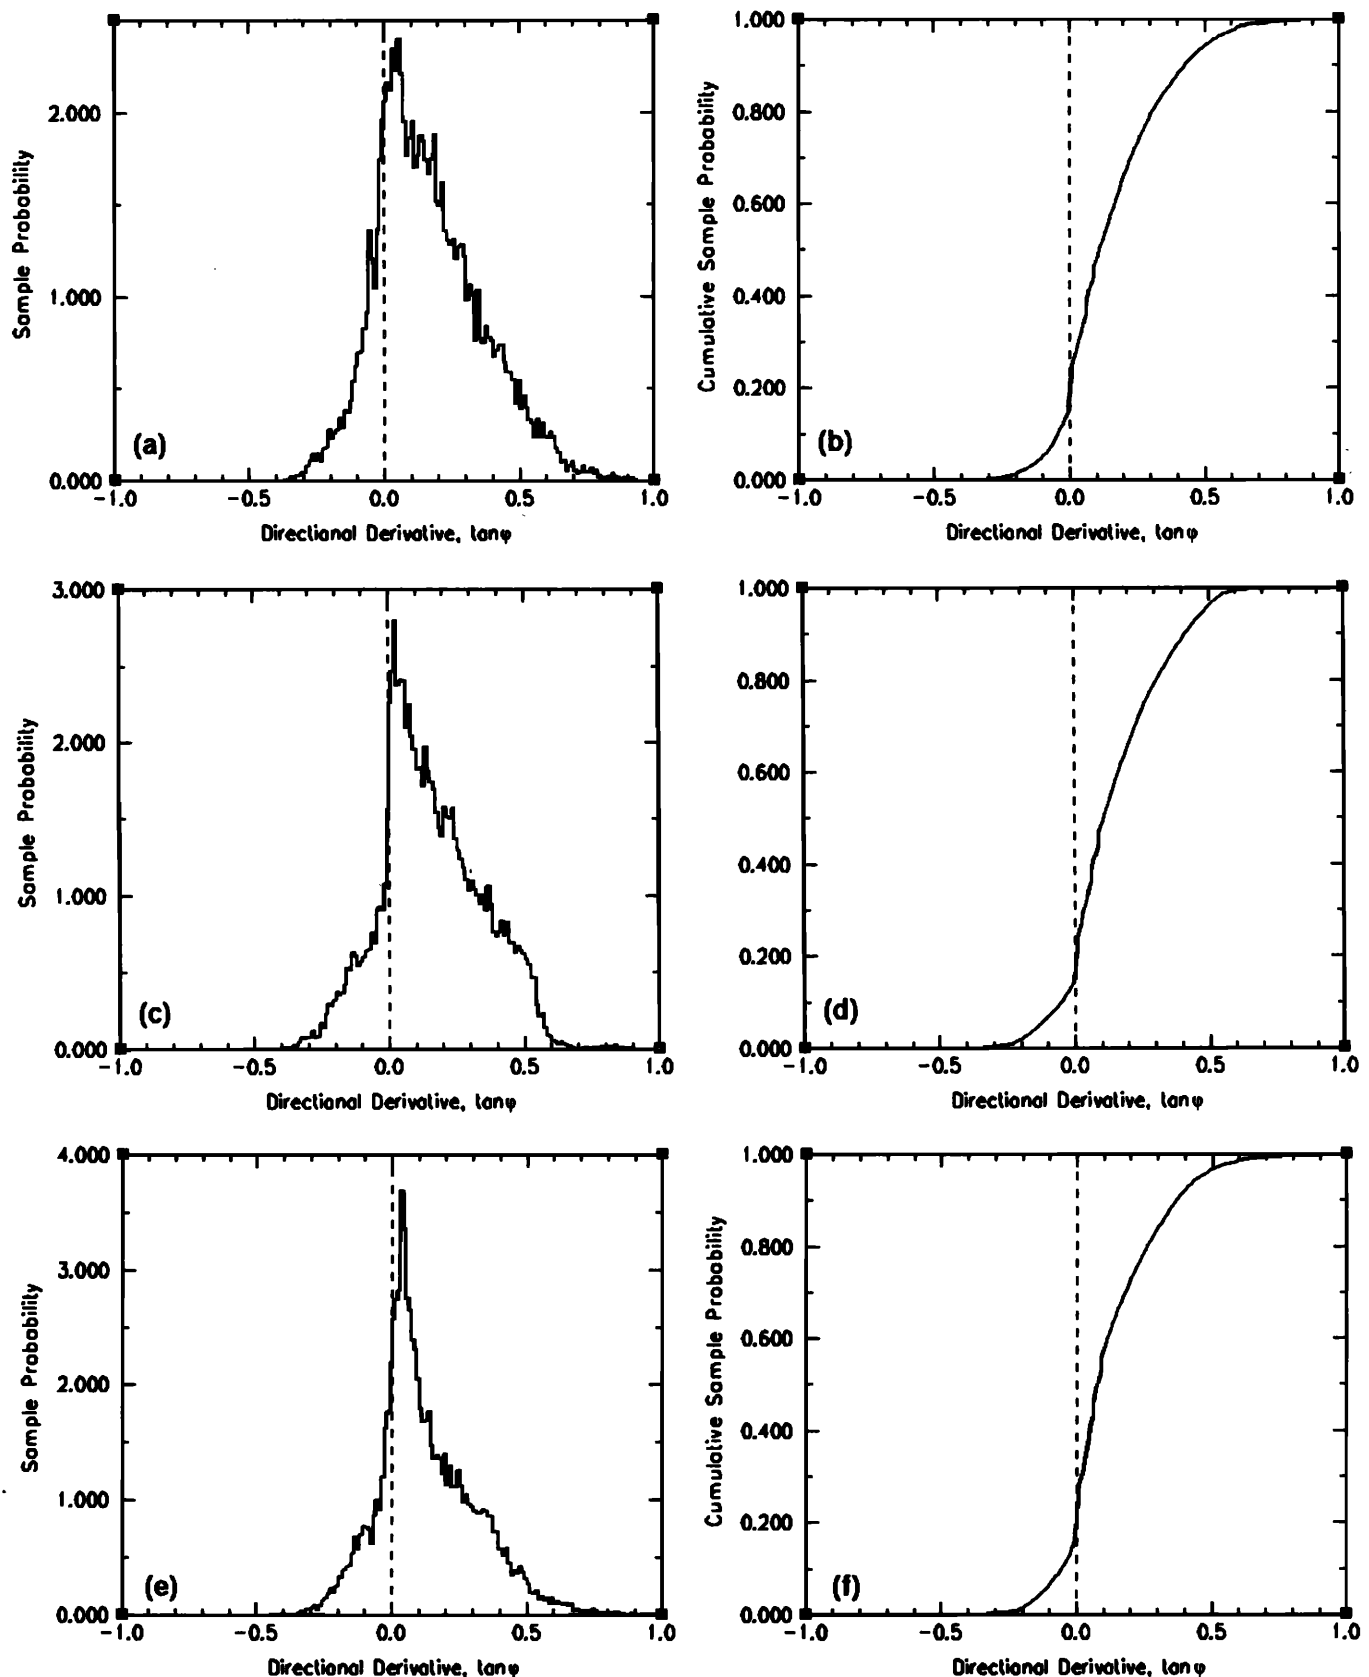 2.000
1.000
0.000
-1.0 -0.5 0.0 0.5 1.0
Sample Probability
Directional Derivative, tanφ
(a)
1.000
0.800
0.600
0.400
0.200
0.000
-1.0 -0.5 0.0 0.5 1.0
Cumulative Sample Probability
Directional Derivative, tanφ
(b)
3.000
2.000
1.000
0.000
-1.0 -0.5 0.0 0.5 1.0
Sample Probability
Directional Derivative, tanφ
(c)
1.000
0.800
0.600
0.400
0.200
0.000
-1.0 -0.5 0.0 0.5 1.0
Directional Derivative, tanφ
(d)
4.000
3.000
2.000
1.000
0.000
-1.0 -0.5 0.0 0.5 1.0
Sample Probability
Directional Derivative, tanφ
(e)
1.000
0.800
0.600
0.400
0.200
0.000
-1.0 -0.5 0.0 0.5 1.0
Cumulative Sample Probability
Directional Derivative, tanφ
(f)